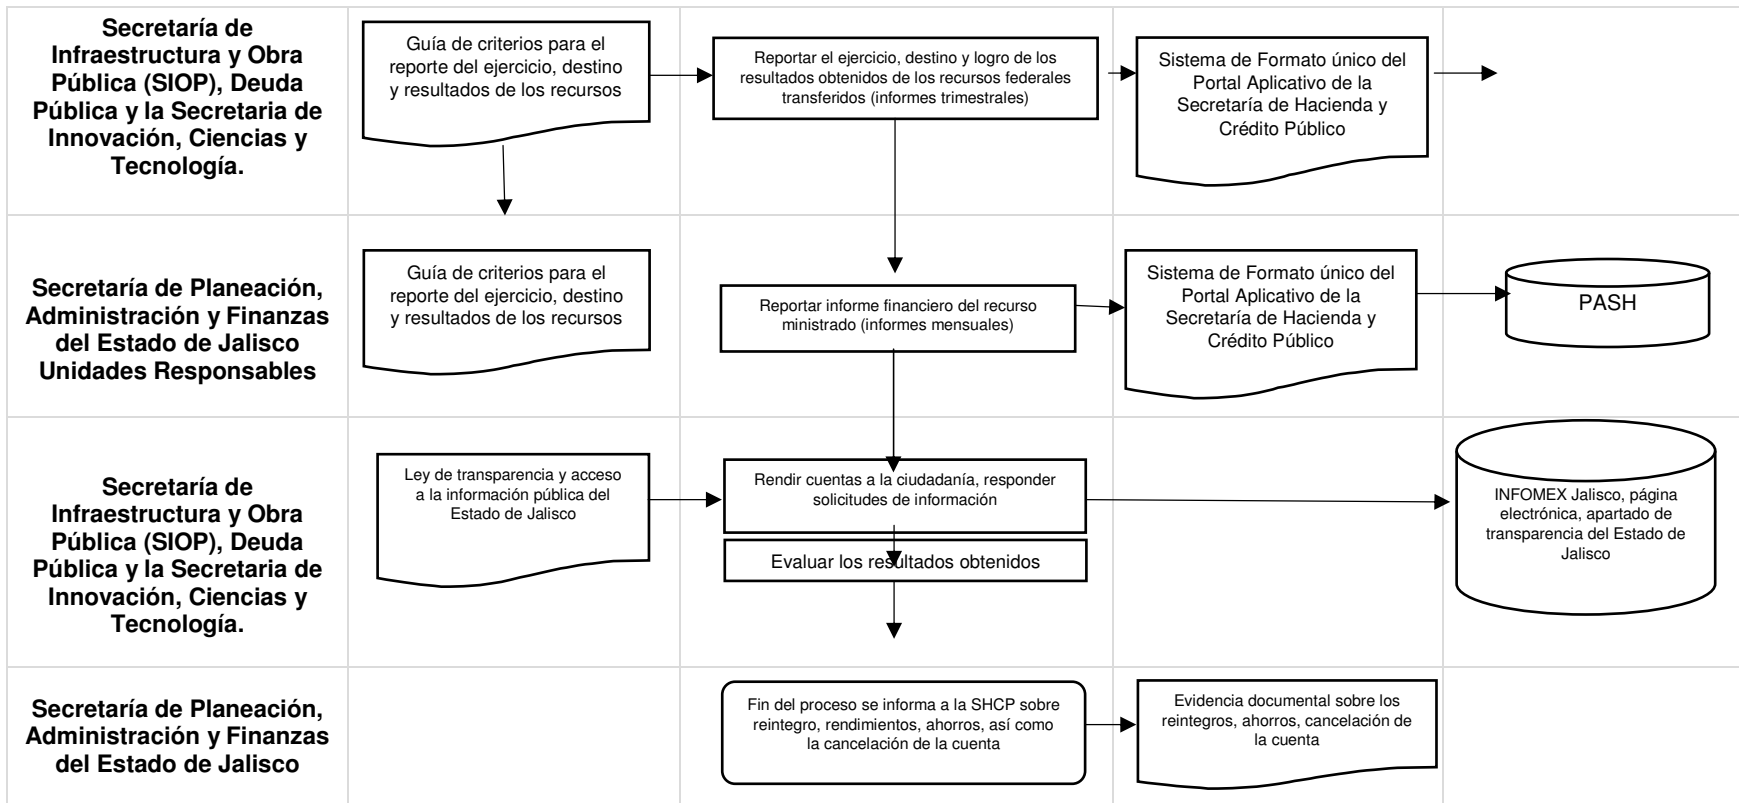 Secretaría de
Infraestructura y Obra
Pública (SIOP), Deuda
Pública y la Secretaria de
Innovación, Ciencias y
Tecnología.
Guía de criterios para el
reporte del ejercicio, destino
y resultados de los recursos
Reportar el ejercicio, destino y logro de los
resultados obtenidos de los recursos federales
transferidos (informes trimestrales)
Sistema de Formato único del
Portal Aplicativo de la
Secretaría de Hacienda y
Crédito Público
Secretaría de Planeación,
Administración y Finanzas
del Estado de Jalisco
Unidades Responsables
Guía de criterios para el
reporte del ejercicio, destino
y resultados de los recursos
Reportar informe financiero del recurso
ministrado (informes mensuales)
Sistema de Formato único del
Portal Aplicativo de la
Secretaría de Hacienda y
Crédito Público
PASH
Secretaría de
Infraestructura y Obra
Pública (SIOP), Deuda
Pública y la Secretaria de
Innovación, Ciencias y
Tecnología.
Ley de transparencia y acceso
a la información pública del
Estado de Jalisco
Rendir cuentas a la ciudadanía, responder
solicitudes de información
Evaluar los resultados obtenidos
INFOMEX Jalisco, página
electrónica, apartado de
transparencia del Estado de
Jalisco
Secretaría de Planeación,
Administración y Finanzas
del Estado de Jalisco
Fin del proceso se informa a la SHCP sobre
reintegro, rendimientos, ahorros, así como
la cancelación de la cuenta
Evidencia documental sobre los
reintegros, ahorros, cancelación de
la cuenta